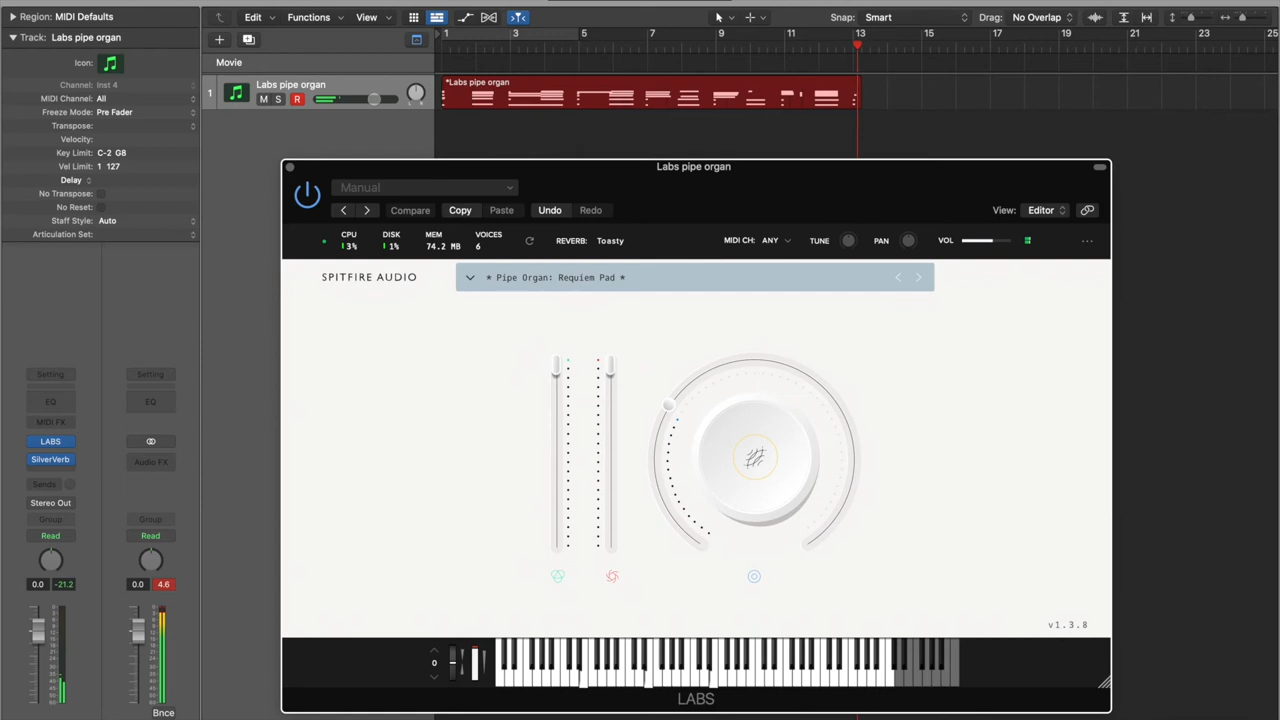 Region: MIDI Defaults
Edit Functions View
Snap: Smart Drag: No Overlap
Track: Labs pipe organ
1 3 5 7 9 11 13 15 17 19 21 23 25
Icon:
Movie
Channel: Inst 4
MIDI Channel: All
Freeze Mode: Pre Fader
Transpose:
Velocity:
Key Limit: C-2 G8
Vel Limit: 1 127
Delay
No Transpose:
No Reset:
Staff Style: Auto
Articulation Set:
1 Labs pipe organ
M S R
L R
*Labs pipe organ
Labs pipe organ
Manual
Compare Copy Paste Undo Redo
View: Editor
CPU DISK MEM VOICES
3% 1% 74.2 MB 6
REVERB: Toasty
MIDI CH: ANY TUNE PAN VOL
SPITFIRE AUDIO
* Pipe Organ: Requiem Pad *
v1.3.8
0
LABS
Setting Setting
EQ EQ
MIDI FX
LABS
SilverVerb Audio FX
Sends
Stereo Out
Group Group
Read Read
0.0 -21.2 0.0 4.6
Bnce